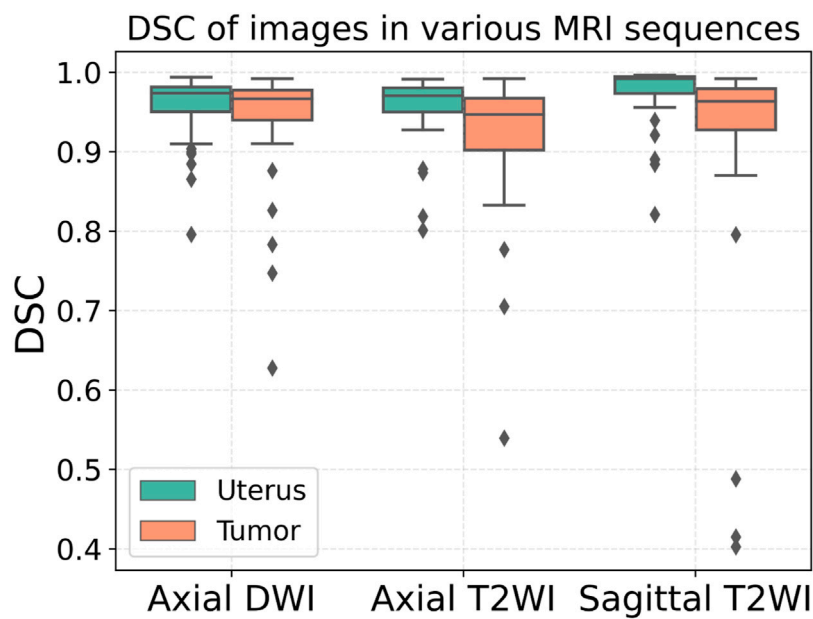 DSC of images in various MRI sequences
1.0
0.9
0.8
0.7
0.6
0.5
0.4
DSC
Uterus
Tumor
Axial DWI Axial T2WI Sagittal T2WI